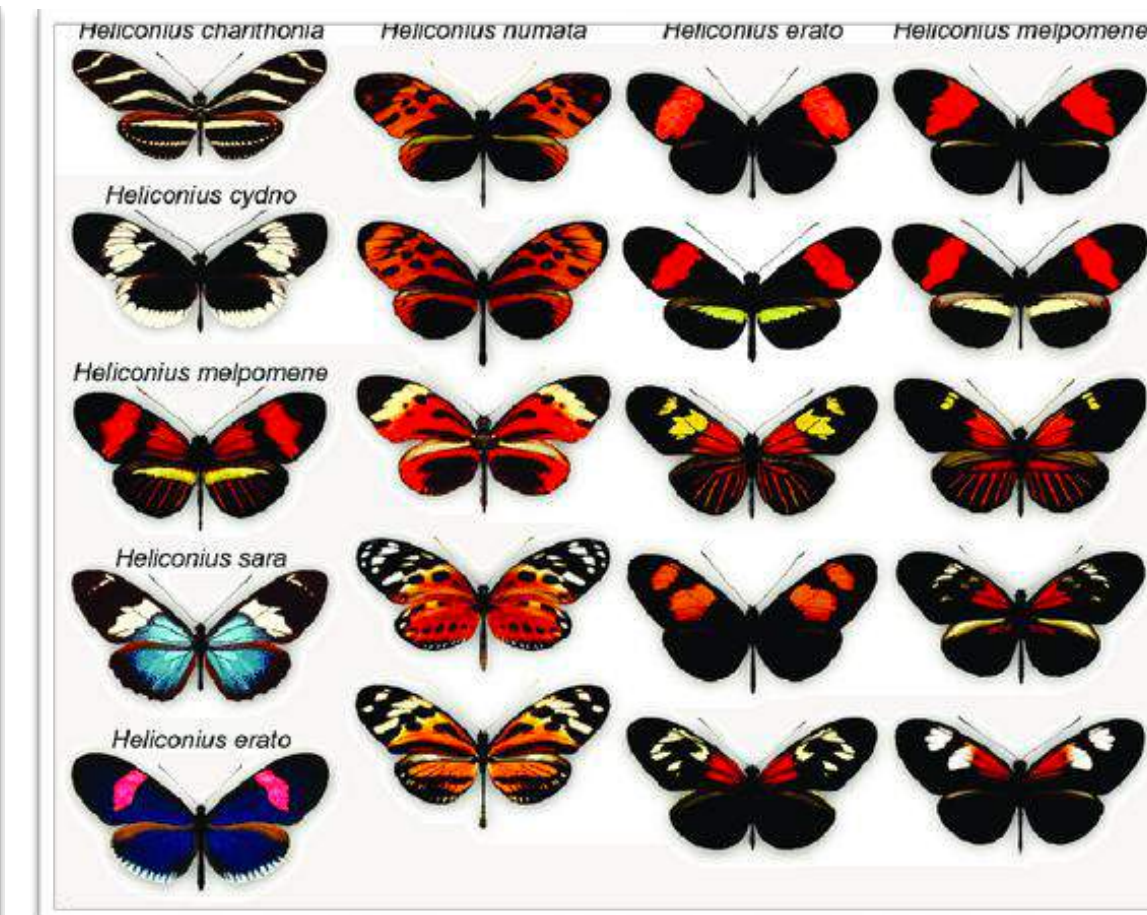 Heliconius charithonia
Heliconius numata
Heliconius erato
Heliconius melpomene
Heliconius cydno
Heliconius melpomene
Heliconius sara
Heliconius erato